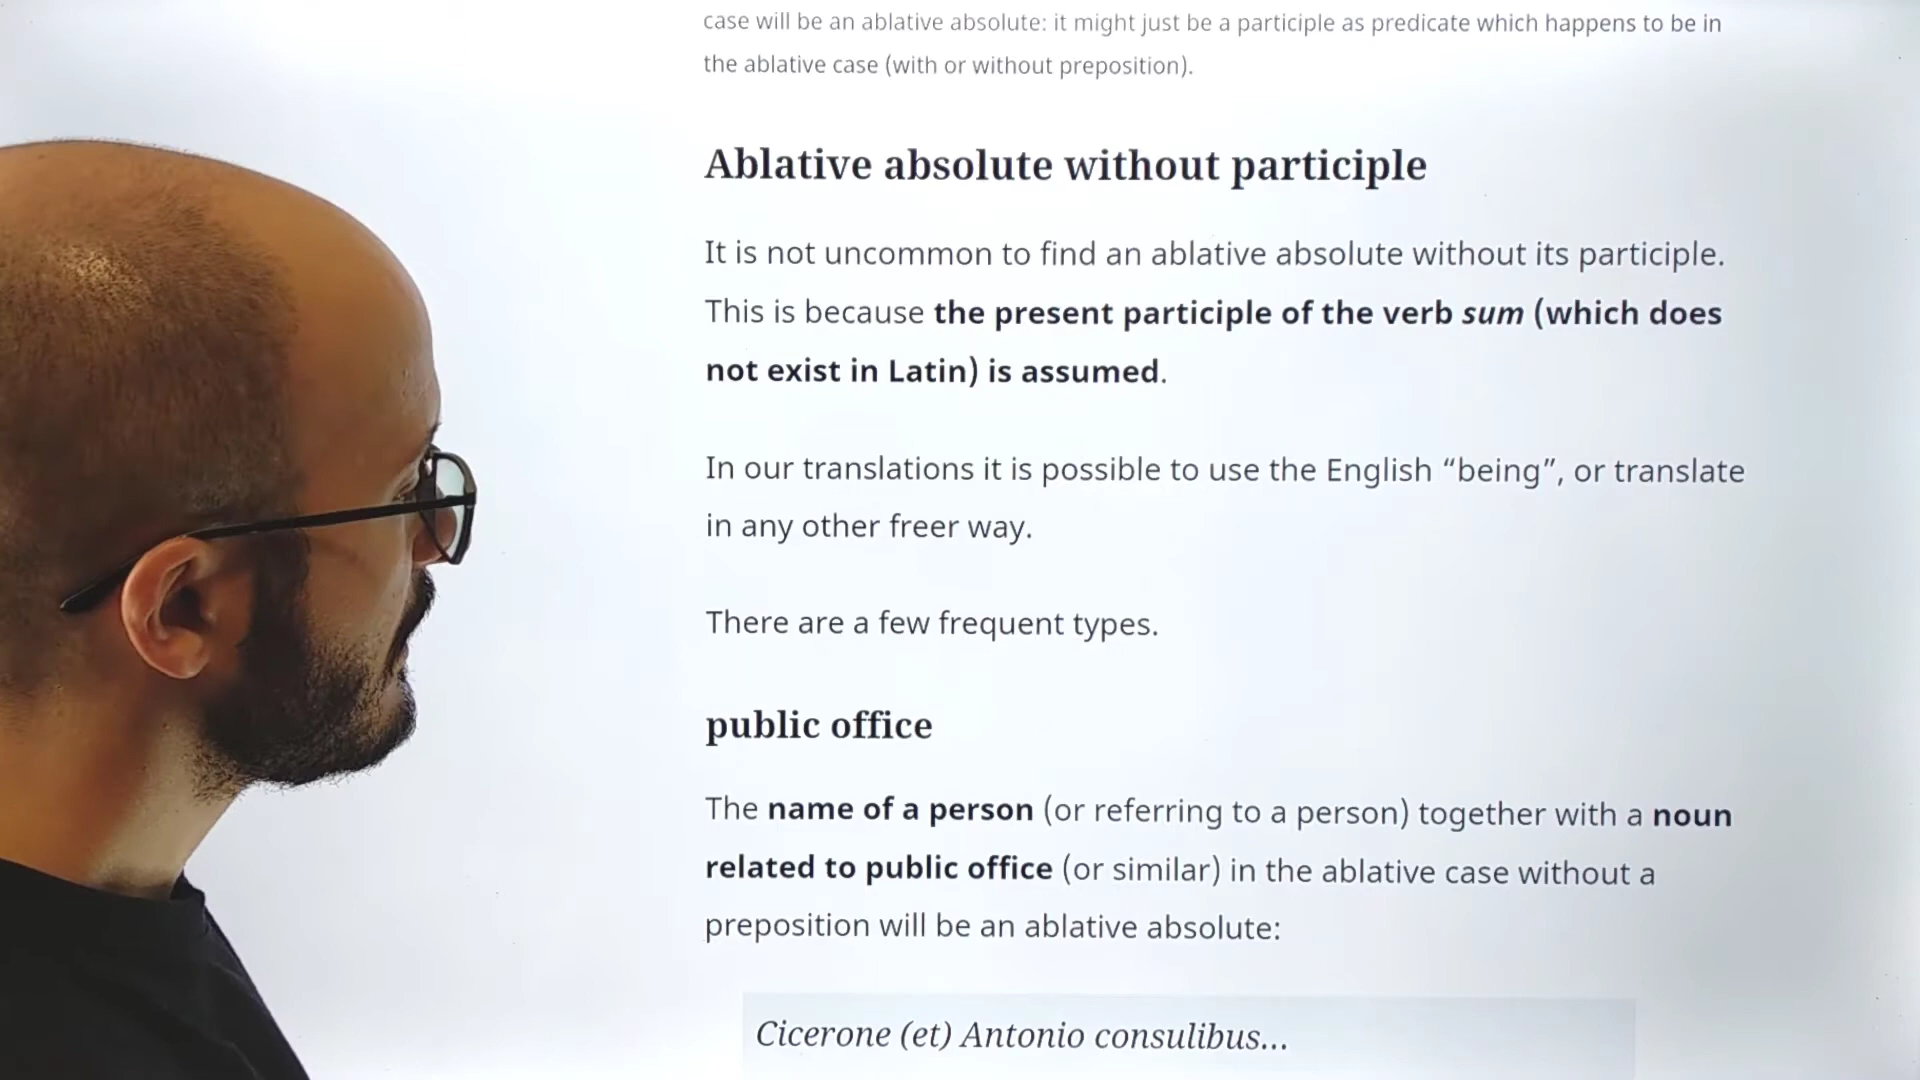 case will be an ablative absolute: it might just be a participle as predicate which happens to be in
the ablative case (with or without preposition).
Ablative absolute without participle
It is not uncommon to find an ablative absolute without its participle.
This is because the present participle of the verb sum (which does
not exist in Latin) is assumed.
In our translations it is possible to use the English “being”, or translate
in any other freer way.
There are a few frequent types.
public office
The name of a person (or referring to a person) together with a noun
related to public office (or similar) in the ablative case without a
preposition will be an ablative absolute:
Cicerone (et) Antonio consulibus...